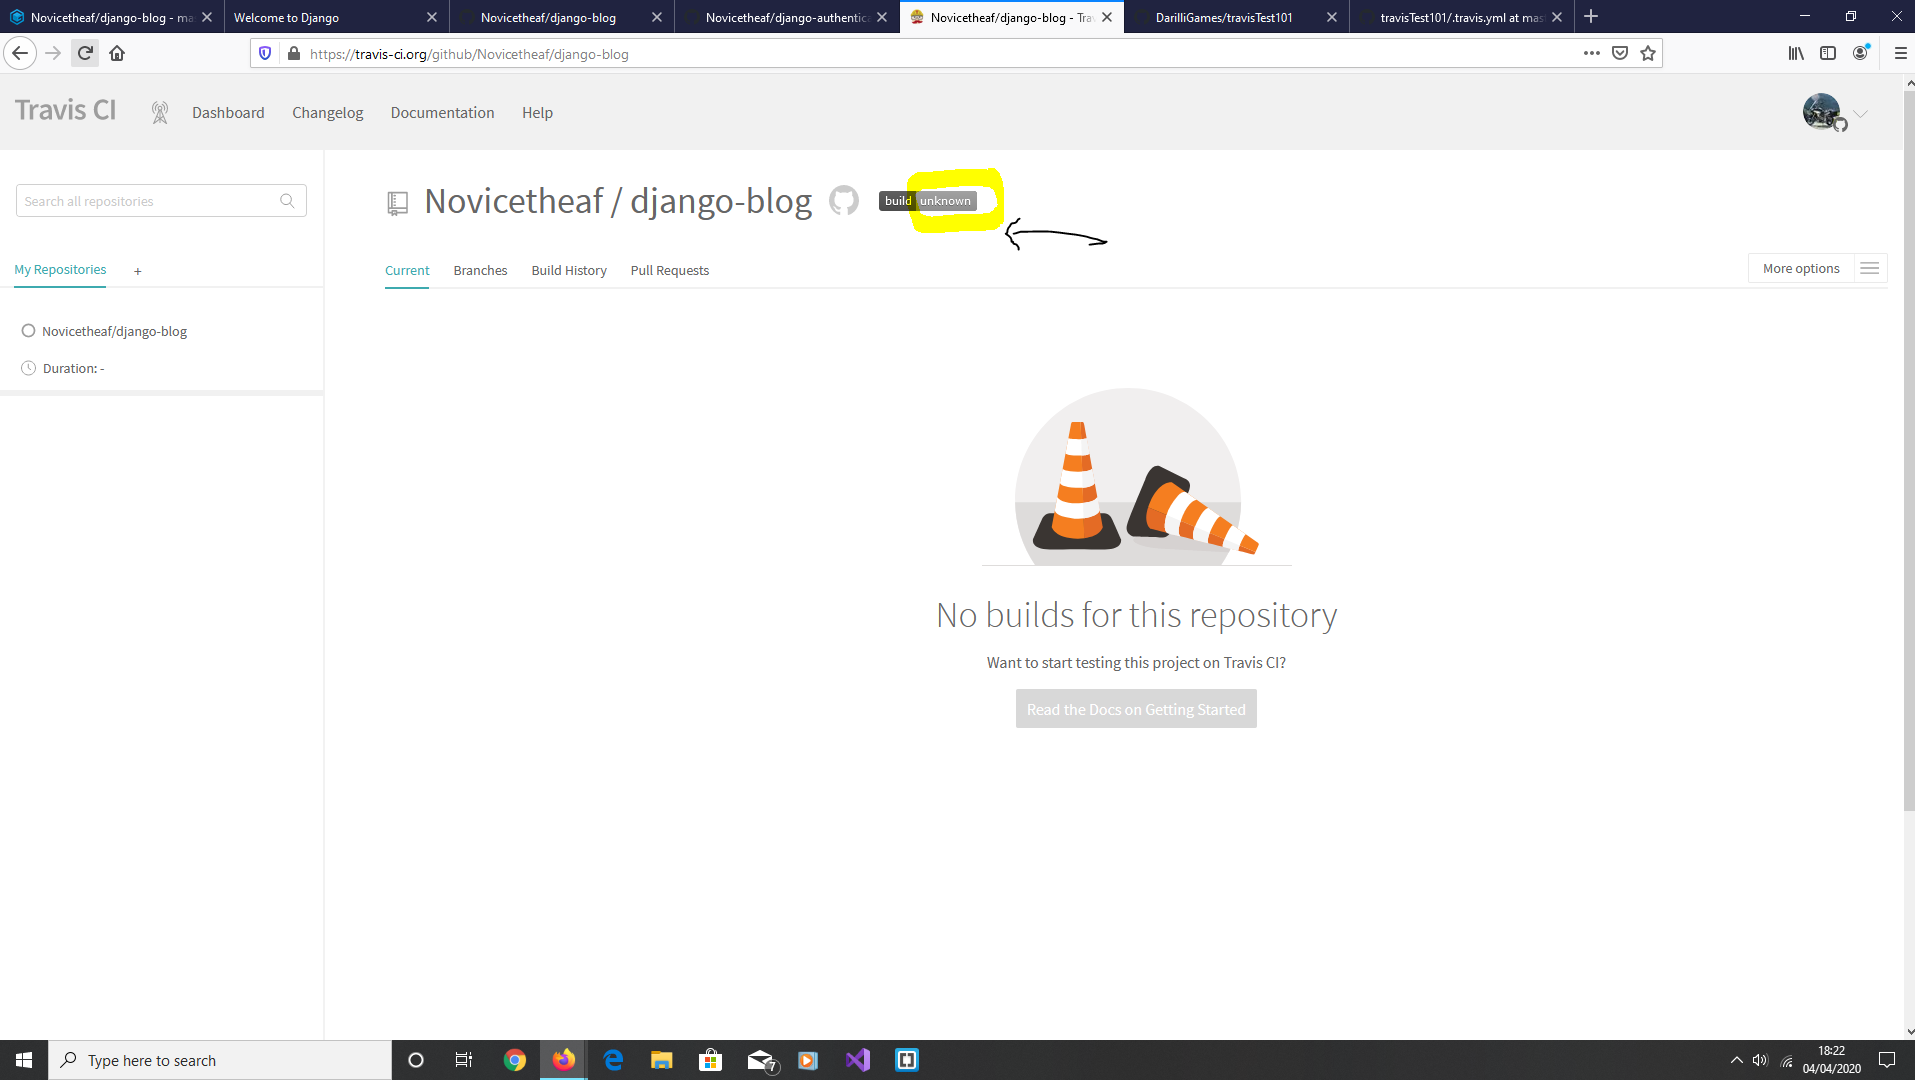 Novicetheaf/django-blog - ma
Welcome to Django
Novicetheaf/django-blog
Novicetheaf/django-authentica
Novicetheaf/django-blog - Tra
DarilliGames/travisTest101
travisTest101/.travis.yml at mas
https://travis-ci.org/github/Novicetheaf/django-blog
Travis CI
Dashboard
Changelog
Documentation
Help
Search all repositories
Novicetheaf / django-blog
build unknown
My Repositories +
Current
Branches
Build History
Pull Requests
More options
Novicetheaf/django-blog
Duration: -
No builds for this repository
Want to start testing this project on Travis CI?
Read the Docs on Getting Started
Type here to search
7
18:22
04/04/2020